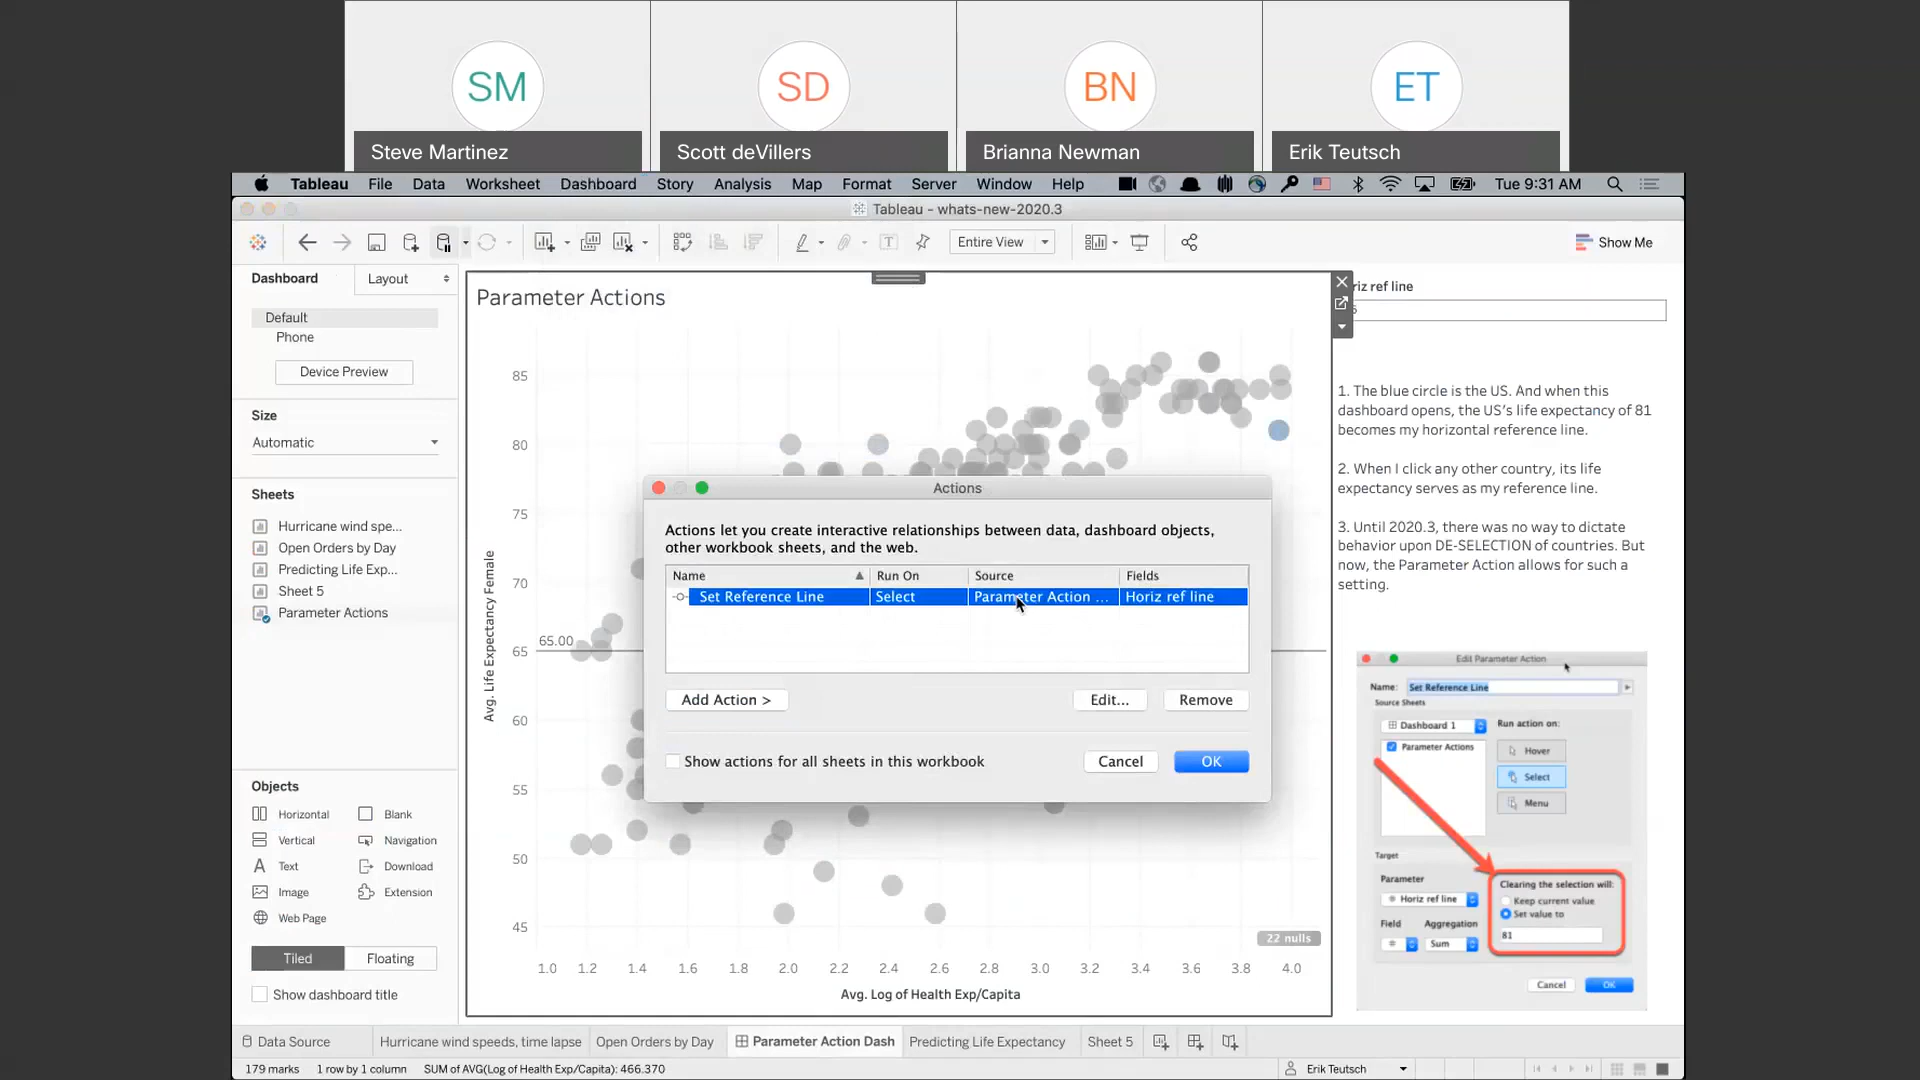 SM
SD
BN
ET
Steve Martinez
Scott deVillers
Brianna Newman
Erik Teutsch
Tableau File Data Worksheet Dashboard Story Analysis Map Format Server Window Help Tue 9:31 AM
Tableau - whats-new-2020.3
Entire View
Show Me
Dashboard
Layout
Default
Phone
Device Preview
Size
Automatic
Sheets
Hurricane wind spe...
Open Orders by Day
Predicting Life Exp...
Sheet 5
Parameter Actions
Objects
Horizontal
Blank
Vertical
Navigation
Text
Download
Image
Extension
Web Page
Tiled
Floating
Show dashboard title
Parameter Actions
Avg. Life Expectancy Female
85
80
75
70
65
60
55
50
45
65.00
1.0 1.2 1.4 1.6 1.8 2.0 2.2 2.4 2.6 2.8 3.0 3.2 3.4 3.6 3.8 4.0
Avg. Log of Health Exp/Capita
22 nulls
Actions
Actions let you create interactive relationships between data, dashboard objects,
other workbook sheets, and the web.
Name Run On Source Fields
Set Reference Line Select Parameter Action ... Horiz ref line
Add Action >
Edit...
Remove
Show actions for all sheets in this workbook
Cancel
OK
riz ref line
1. The blue circle is the US. And when this
dashboard opens, the US's life expectancy of 81
becomes my horizontal reference line.
2. When I click any other country, its life
expectancy serves as my reference line.
3. Until 2020.3, there was no way to dictate
behavior upon DE-SELECTION of countries. But
now, the Parameter Action allows for such a
setting.
Edit Parameter Action
Name: Set Reference Line
Source Sheets
Dashboard 1
Run action on:
Parameter Actions
Hover
Select
Menu
Target
Parameter
Horiz ref line
Clearing the selection will:
Keep current value
Set value to
81
Field
Aggregation
Sum
Cancel
OK
Data Source
Hurricane wind speeds, time lapse
Open Orders by Day
Parameter Action Dash
Predicting Life Expectancy
Sheet 5
179 marks 1 row by 1 column SUM of AVG(Log of Health Exp/Capita): 466.370
Erik Teutsch